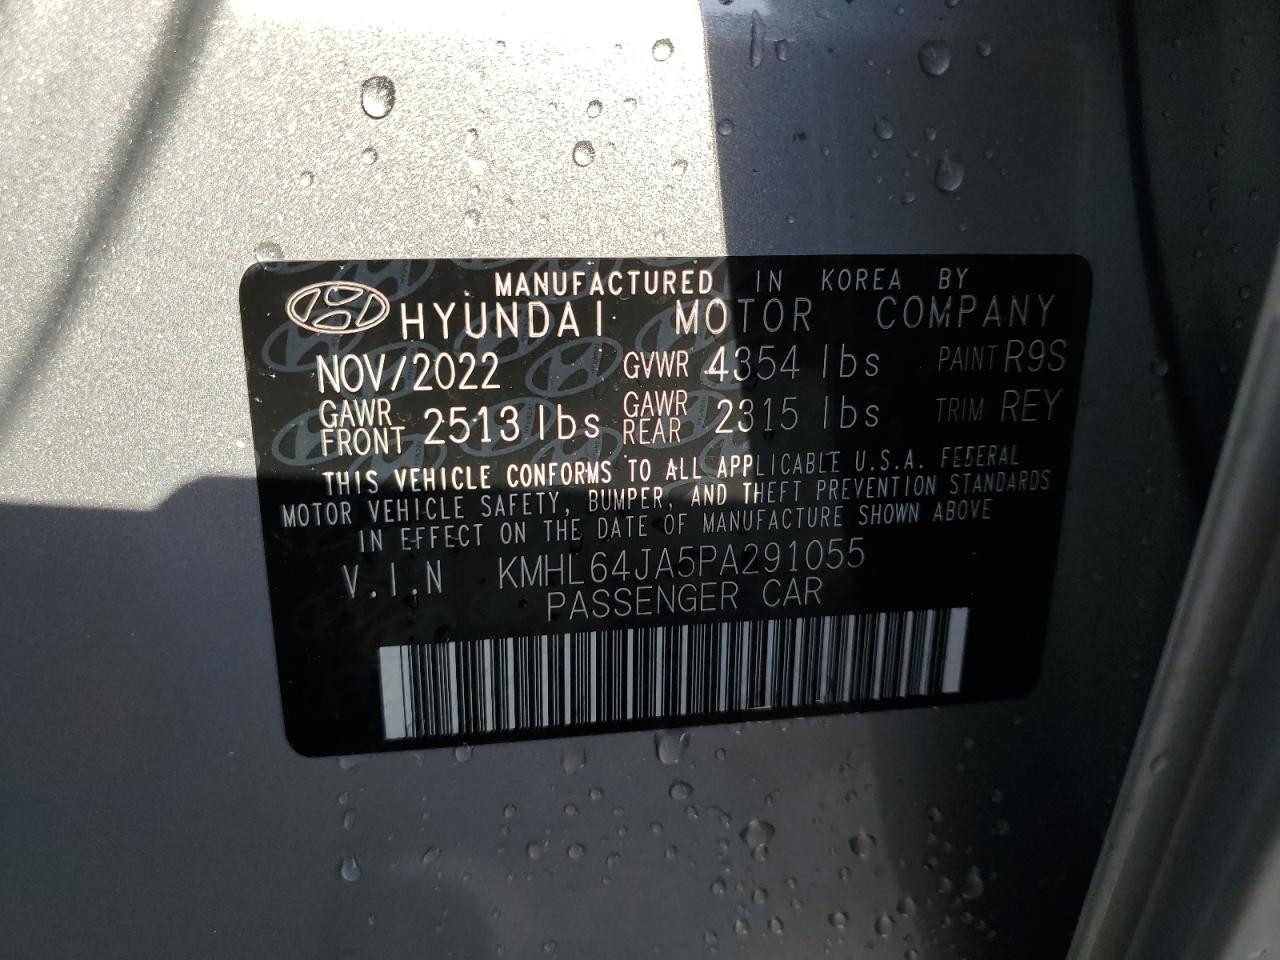 MANUFACTURED IN KOREA BY
HYUNDAI MOTOR COMPANY
NOV/2022 GVWR 4354 lbs PAINT R9S
GAWR FRONT 2513 lbs GAWR REAR 2315 lbs TRIM REY
THIS VEHICLE CONFORMS TO ALL APPLICABLE U.S.A. FEDERAL
MOTOR VEHICLE SAFETY, BUMPER, AND THEFT PREVENTION STANDARDS
IN EFFECT ON THE DATE OF MANUFACTURE SHOWN ABOVE
V.I.N KMHL64JA5PA291055
PASSENGER CAR